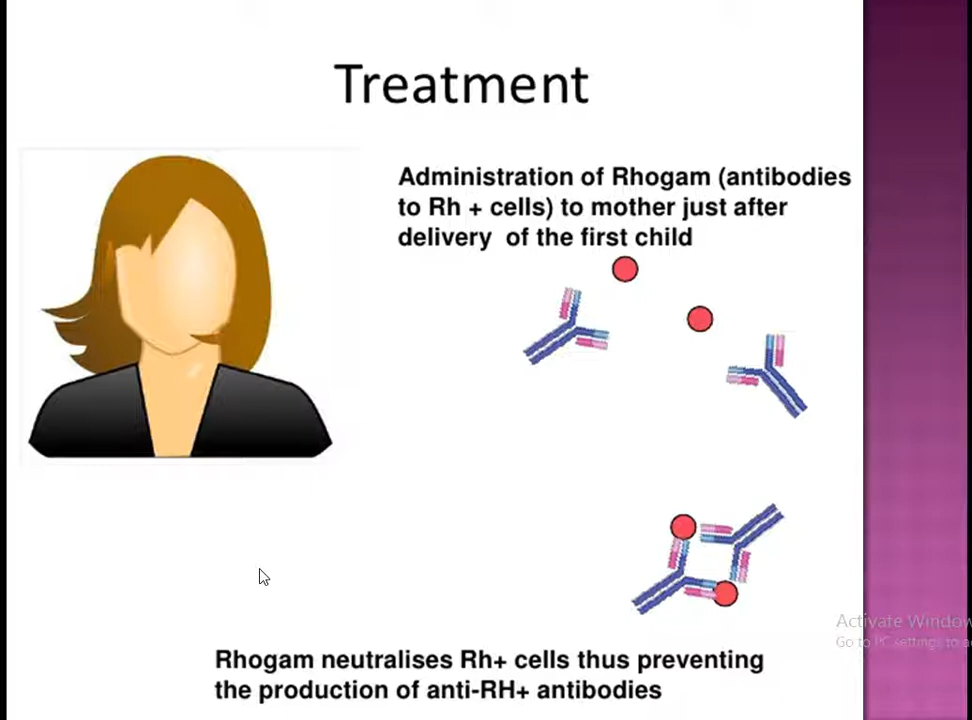 Treatment
Administration of Rhogam (antibodies
to Rh + cells) to mother just after
delivery of the first child
Activate Window
Go to PC settings to a
Rhogam neutralises Rh+ cells thus preventing
the production of anti-RH+ antibodies